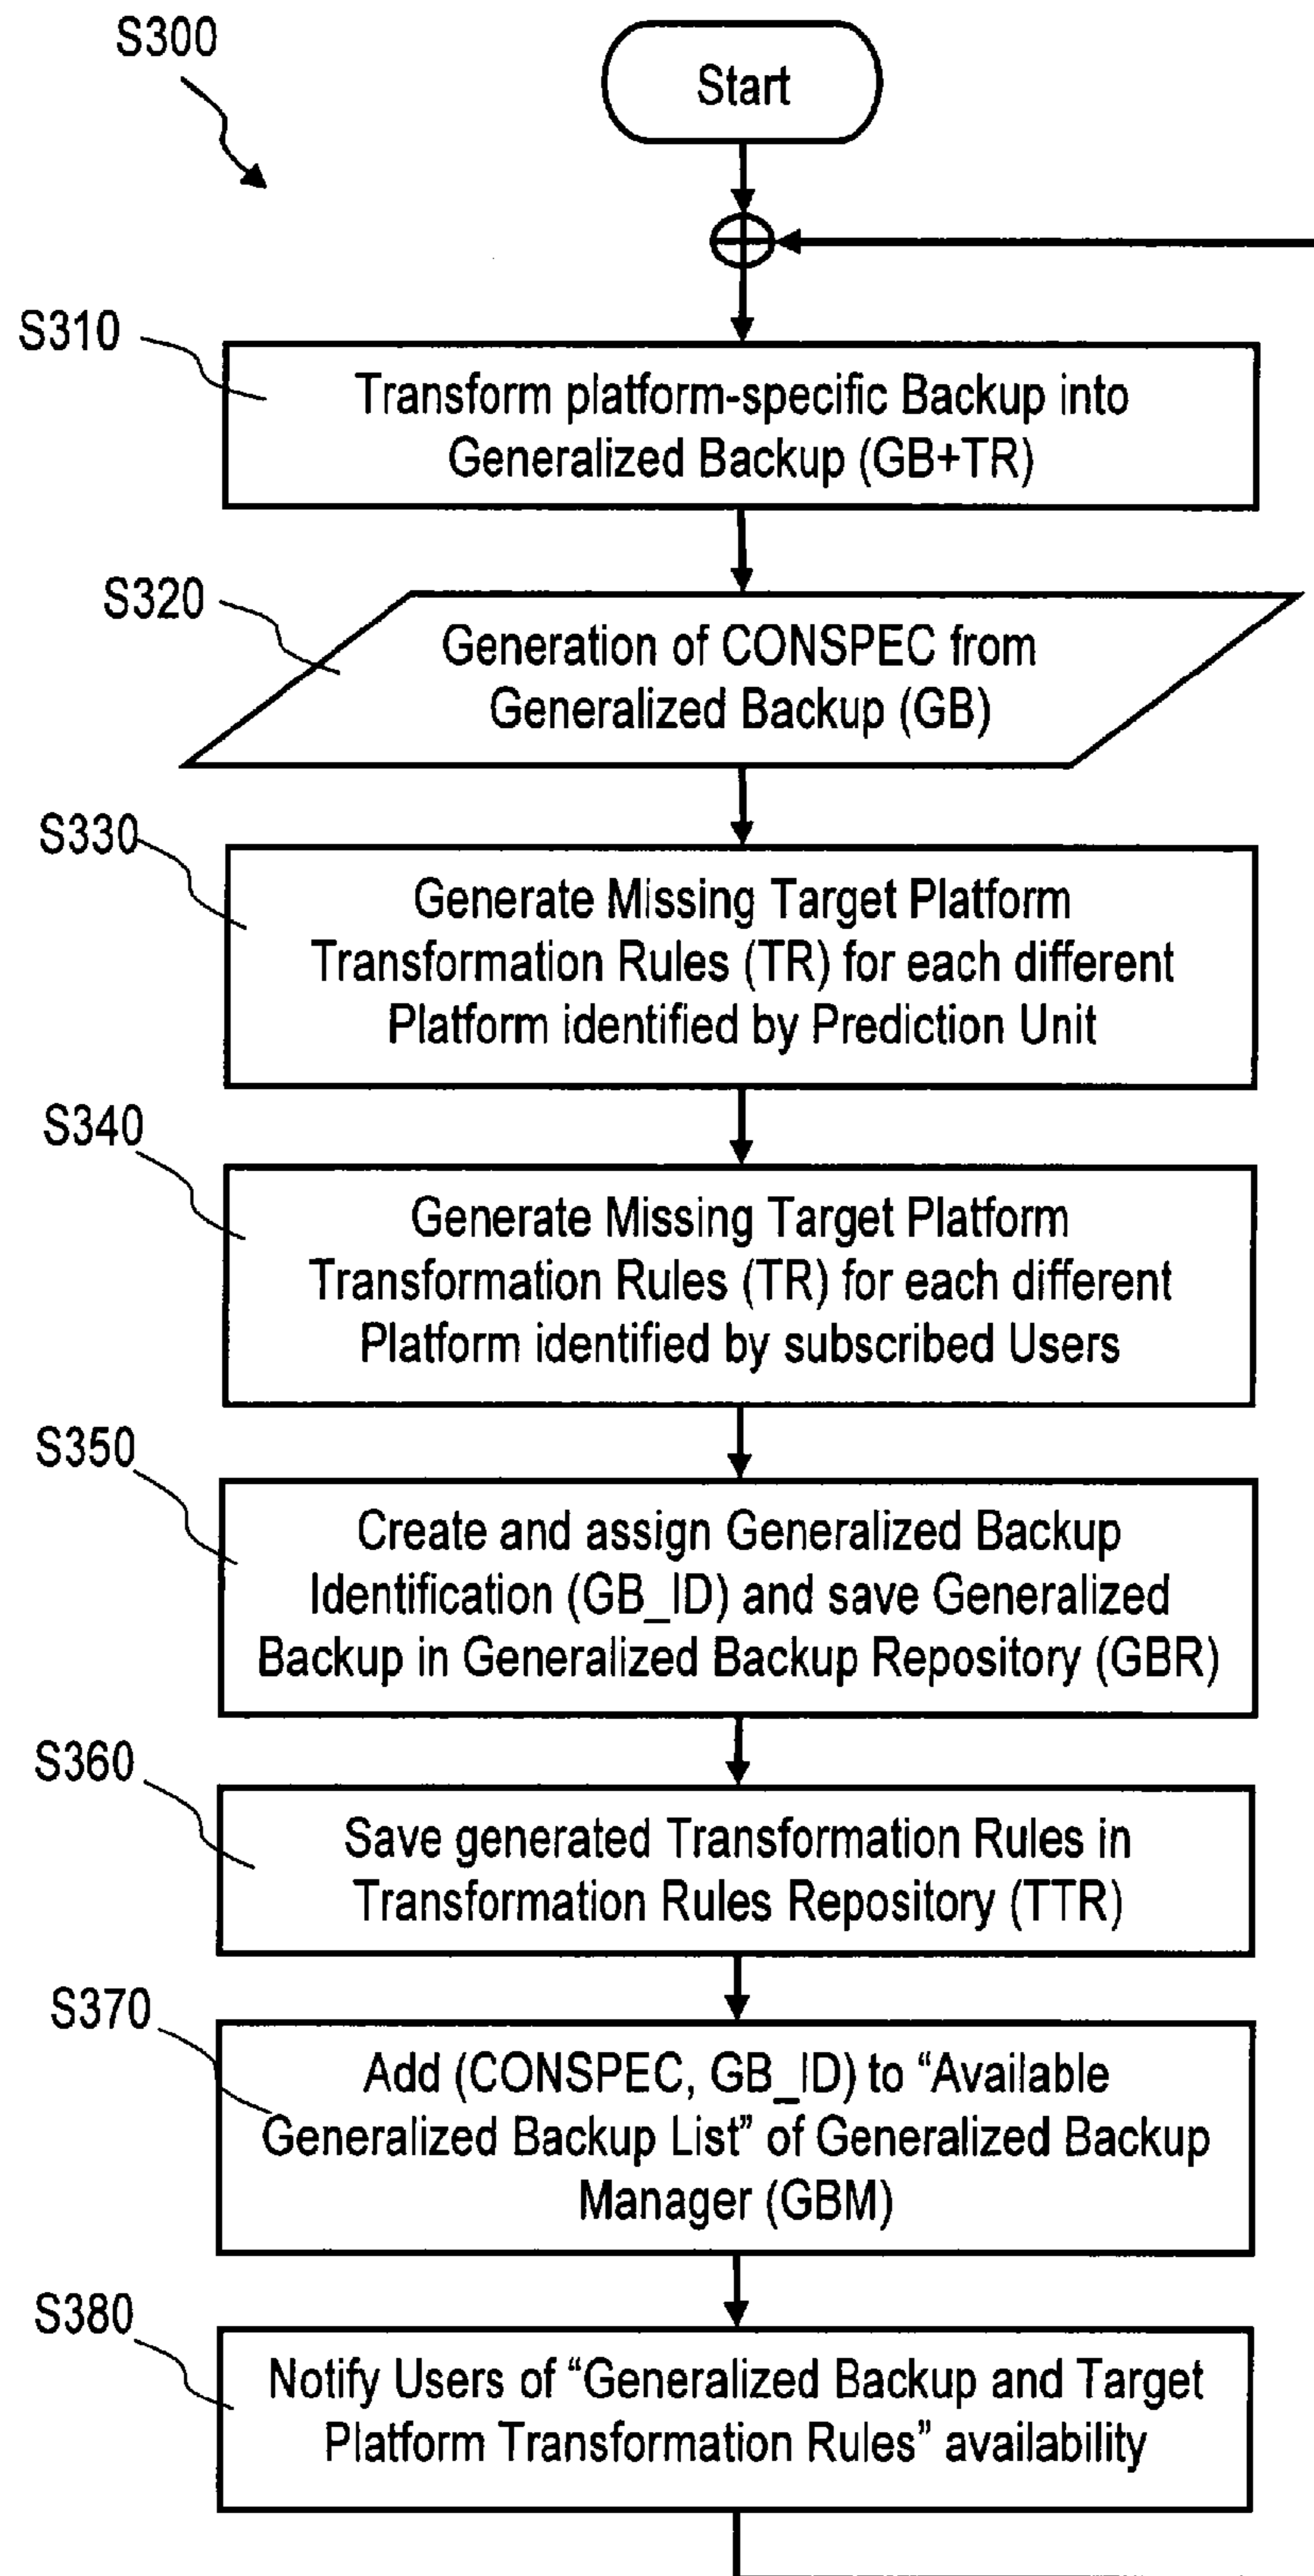 S300
Start
S310
Transform platform-specific Backup into
Generalized Backup (GB+TR)
S320
Generation of CONSPEC from
Generalized Backup (GB)
S330
Generate Missing Target Platform
Transformation Rules (TR) for each different
Platform identified by Prediction Unit
S340
Generate Missing Target Platform
Transformation Rules (TR) for each different
Platform identified by subscribed Users
S350
Create and assign Generalized Backup
Identification (GB_ID) and save Generalized
Backup in Generalized Backup Repository (GBR)
S360
Save generated Transformation Rules in
Transformation Rules Repository (TTR)
S370
Add (CONSPEC, GB_ID) to “Available
Generalized Backup List” of Generalized Backup
Manager (GBM)
S380
Notify Users of “Generalized Backup and Target
Platform Transformation Rules” availability